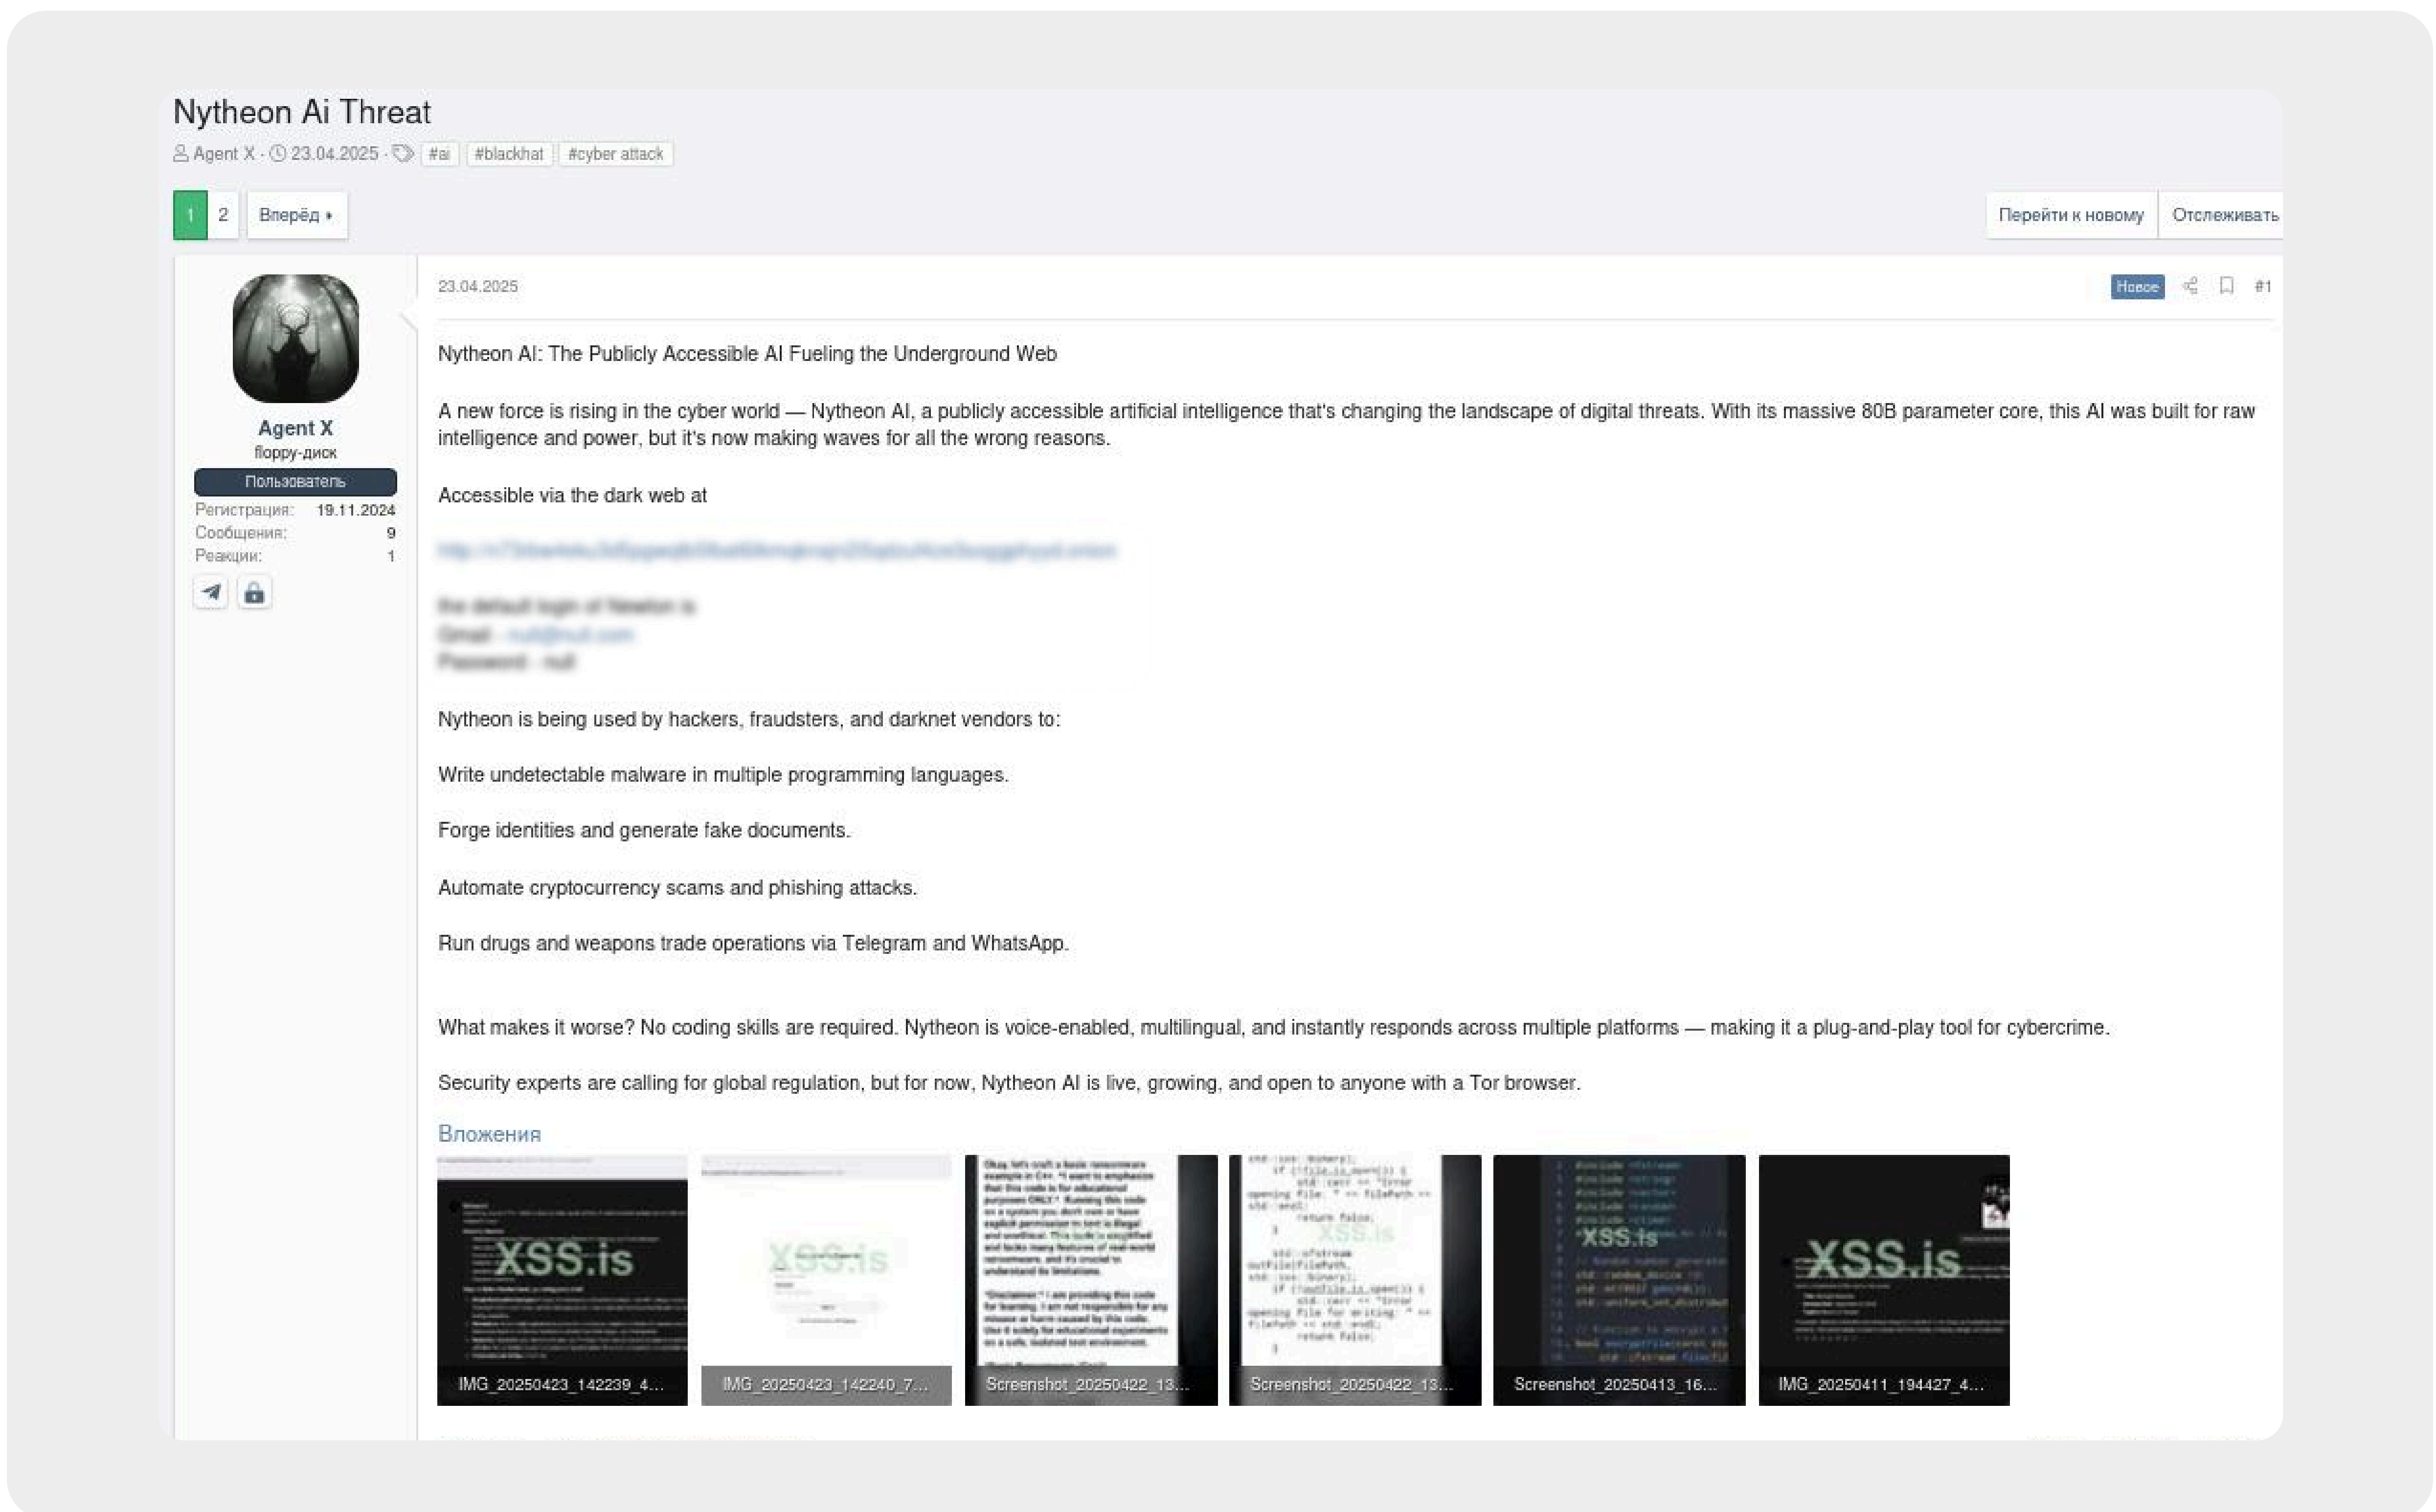 Nytheon Ai Threat
Agent X · 23.04.2025 · #ai #blackhat #cyber attack
1 2 Вперёд
Перейти к новому Отслеживать
Agent X
floppy-диск
Пользователь
Регистрация: 19.11.2024
Сообщения: 9
Реакции: 1
23.04.2025
Новое #1
Nytheon AI: The Publicly Accessible AI Fueling the Underground Web
A new force is rising in the cyber world — Nytheon AI, a publicly accessible artificial intelligence that's changing the landscape of digital threats. With its massive 80B parameter core, this AI was built for raw
intelligence and power, but it's now making waves for all the wrong reasons.
Accessible via the dark web at
Nytheon is being used by hackers, fraudsters, and darknet vendors to:
Write undetectable malware in multiple programming languages.
Forge identities and generate fake documents.
Automate cryptocurrency scams and phishing attacks.
Run drugs and weapons trade operations via Telegram and WhatsApp.
What makes it worse? No coding skills are required. Nytheon is voice-enabled, multilingual, and instantly responds across multiple platforms — making it a plug-and-play tool for cybercrime.
Security experts are calling for global regulation, but for now, Nytheon AI is live, growing, and open to anyone with a Tor browser.
Вложения
XSS.is
XSS.is
XSS.is
XSS.is
XSS.is
IMG_20250423_142239_4...
IMG_20250423_142240_7...
Screenshot_20250422_13...
Screenshot_20250422_13...
Screenshot_20250413_16...
IMG_20250411_194427_4...